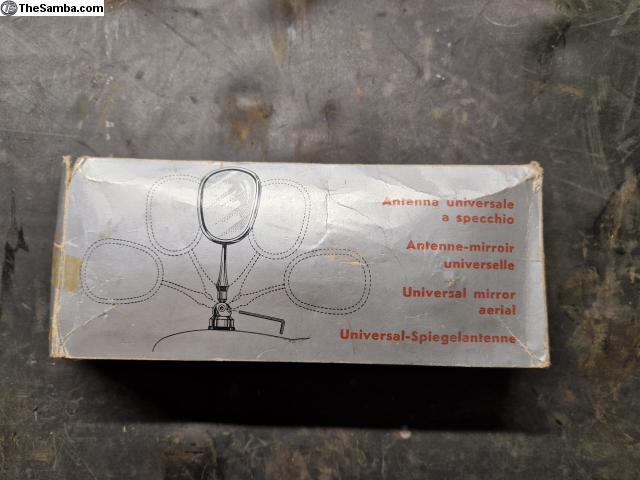 TheSamba.com
Antenna universale
a specchio
Antenne-mirroir
universelle
Universal mirror
aerial
Universal-Spiegelantenne